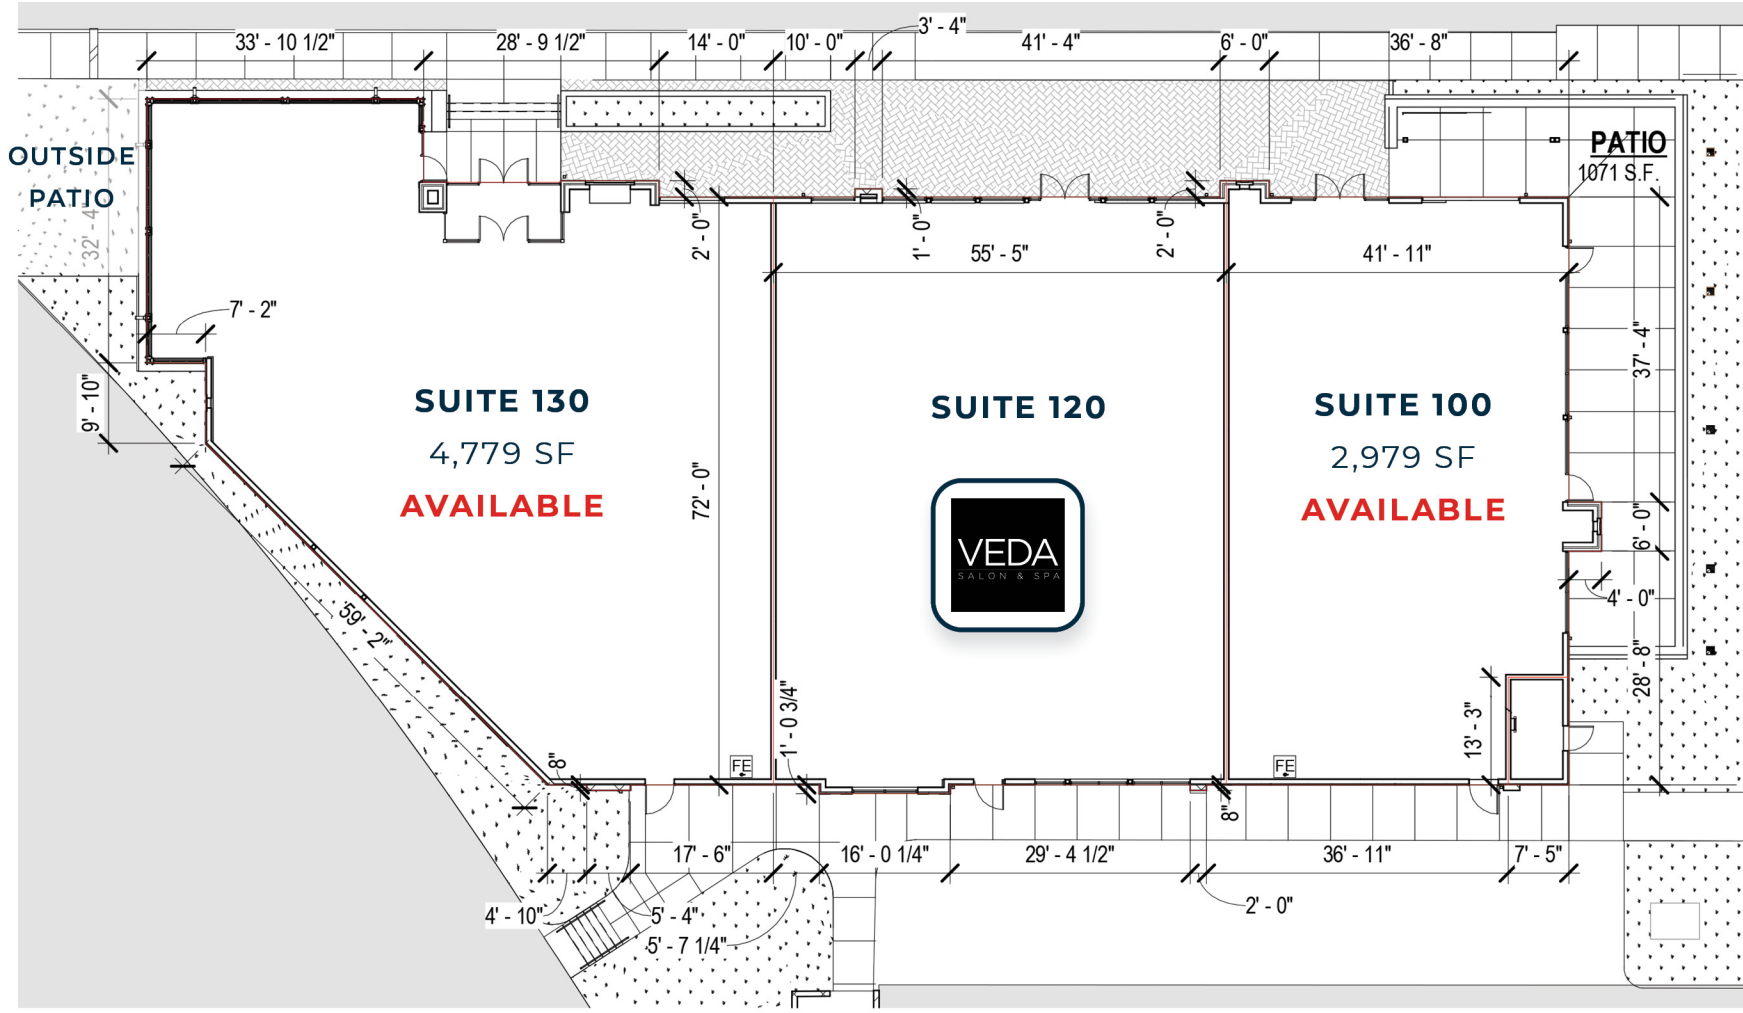 33' - 10 1/2"
28' - 9 1/2"
14' - 0"
10' - 0"
3' - 4"
41' - 4"
6' - 0"
36' - 8"
OUTSIDE
PATIO
32' - 4"
PATIO
1071 S.F.
2' - 0"
1' - 0"
2' - 0"
55' - 5"
41' - 11"
7' - 2"
9' - 10"
37' - 4"
SUITE 130
4,779 SF
AVAILABLE
72' - 0"
SUITE 120
VEDA
SALON & SPA
SUITE 100
2,979 SF
AVAILABLE
6' - 0"
4' - 0"
59' - 2"
28' - 8"
13' - 3"
1' - 0 3/4"
8"
FE
FE
8"
17' - 6"
16' - 0 1/4"
29' - 4 1/2"
36' - 11"
7' - 5"
4' - 10"
5' - 4"
2' - 0"
5' - 7 1/4"